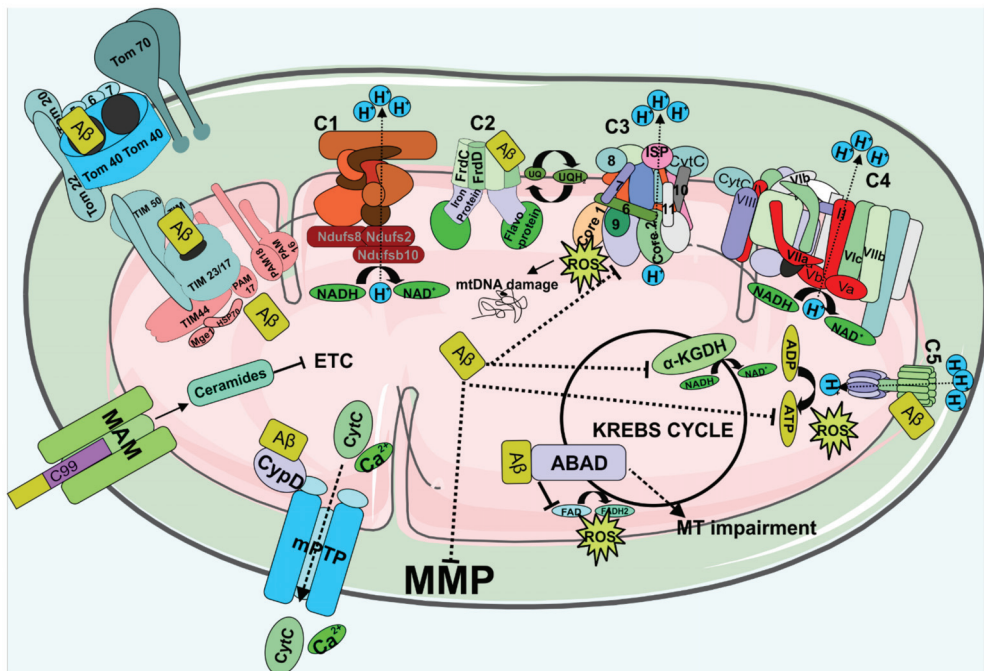 Tom 70
Tom 20
6
7
Aβ
Tom 40 Tom 40
Tom 22
TIM 50
Aβ
TIM 23/17
TIM44
PAM18
PAM
16
PAM
17
Mge1
HSP70
Aβ
C1
H⁺
H⁺
H⁺
Ndufs8 Ndufs2
Ndufsb10
NADH
H⁺
NAD⁺
C2
FrdC
FrdD
Aβ
Iron
Protein
Flavo
protein
UQ
UQH₂
C3
H⁺
H⁺
H⁺
H⁺
8
ISP
CytC
7
10
6
11
Core 1
9
Core 2
ROS
H⁺
mtDNA damage
C4
H⁺
H⁺
H⁺
CytC
VIII
VIb
II
VIIa
VIc
VIIb
Vb
Va
NADH
H⁺
NAD⁺
C5
H⁺
H⁺
H⁺
H⁺
Aβ
ADP
ATP
ROS
Aβ
α-KGDH
NADH
NAD⁺
KREBS CYCLE
Aβ
ABAD
FAD
FADH2
ROS
MT impairment
MMP
Ceramides
ETC
MAM
C99
Aβ
CypD
CytC
Ca²⁺
mPTP
CytC
Ca²⁺